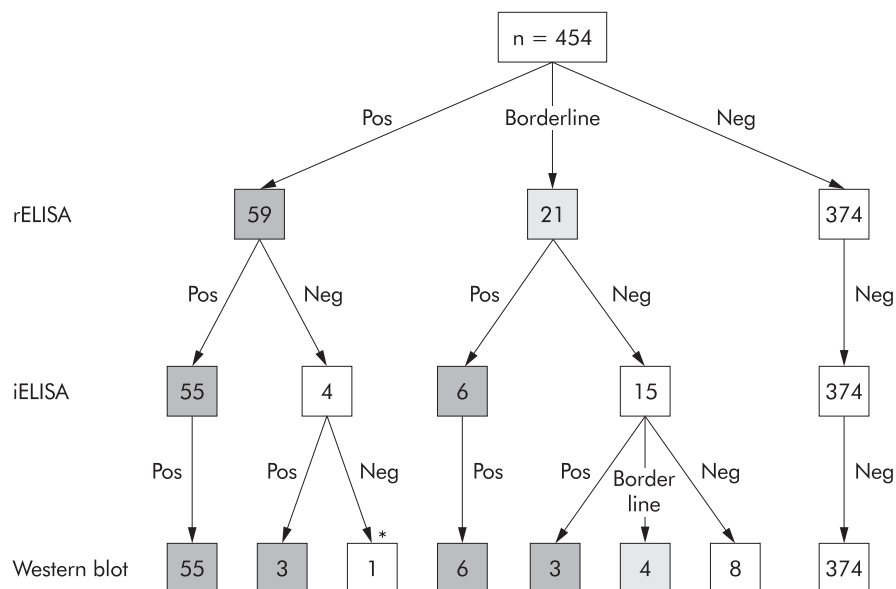 n = 454
Pos Borderline Neg
rELISA 59 21 374
Pos Neg Pos Neg Neg
iELISA 55 4 6 15 374
Pos Pos Neg Pos Pos Border line Neg Neg
*
Western blot 55 3 1 6 3 4 8 374